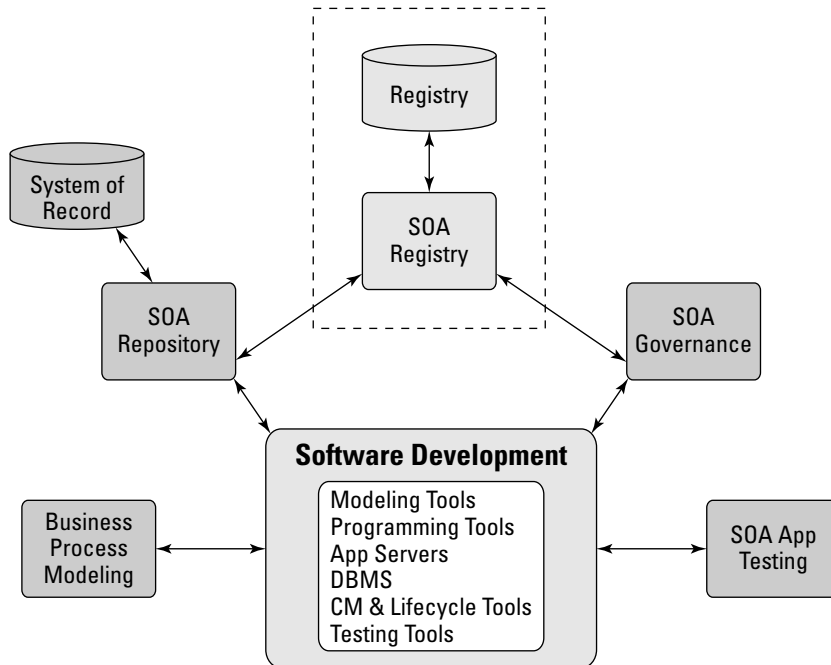 Registry
System of
Record
SOA
Registry
SOA
Repository
SOA
Governance
Software Development
Modeling Tools
Programming Tools
App Servers
DBMS
CM & Lifecycle Tools
Testing Tools
Business
Process
Modeling
SOA App
Testing